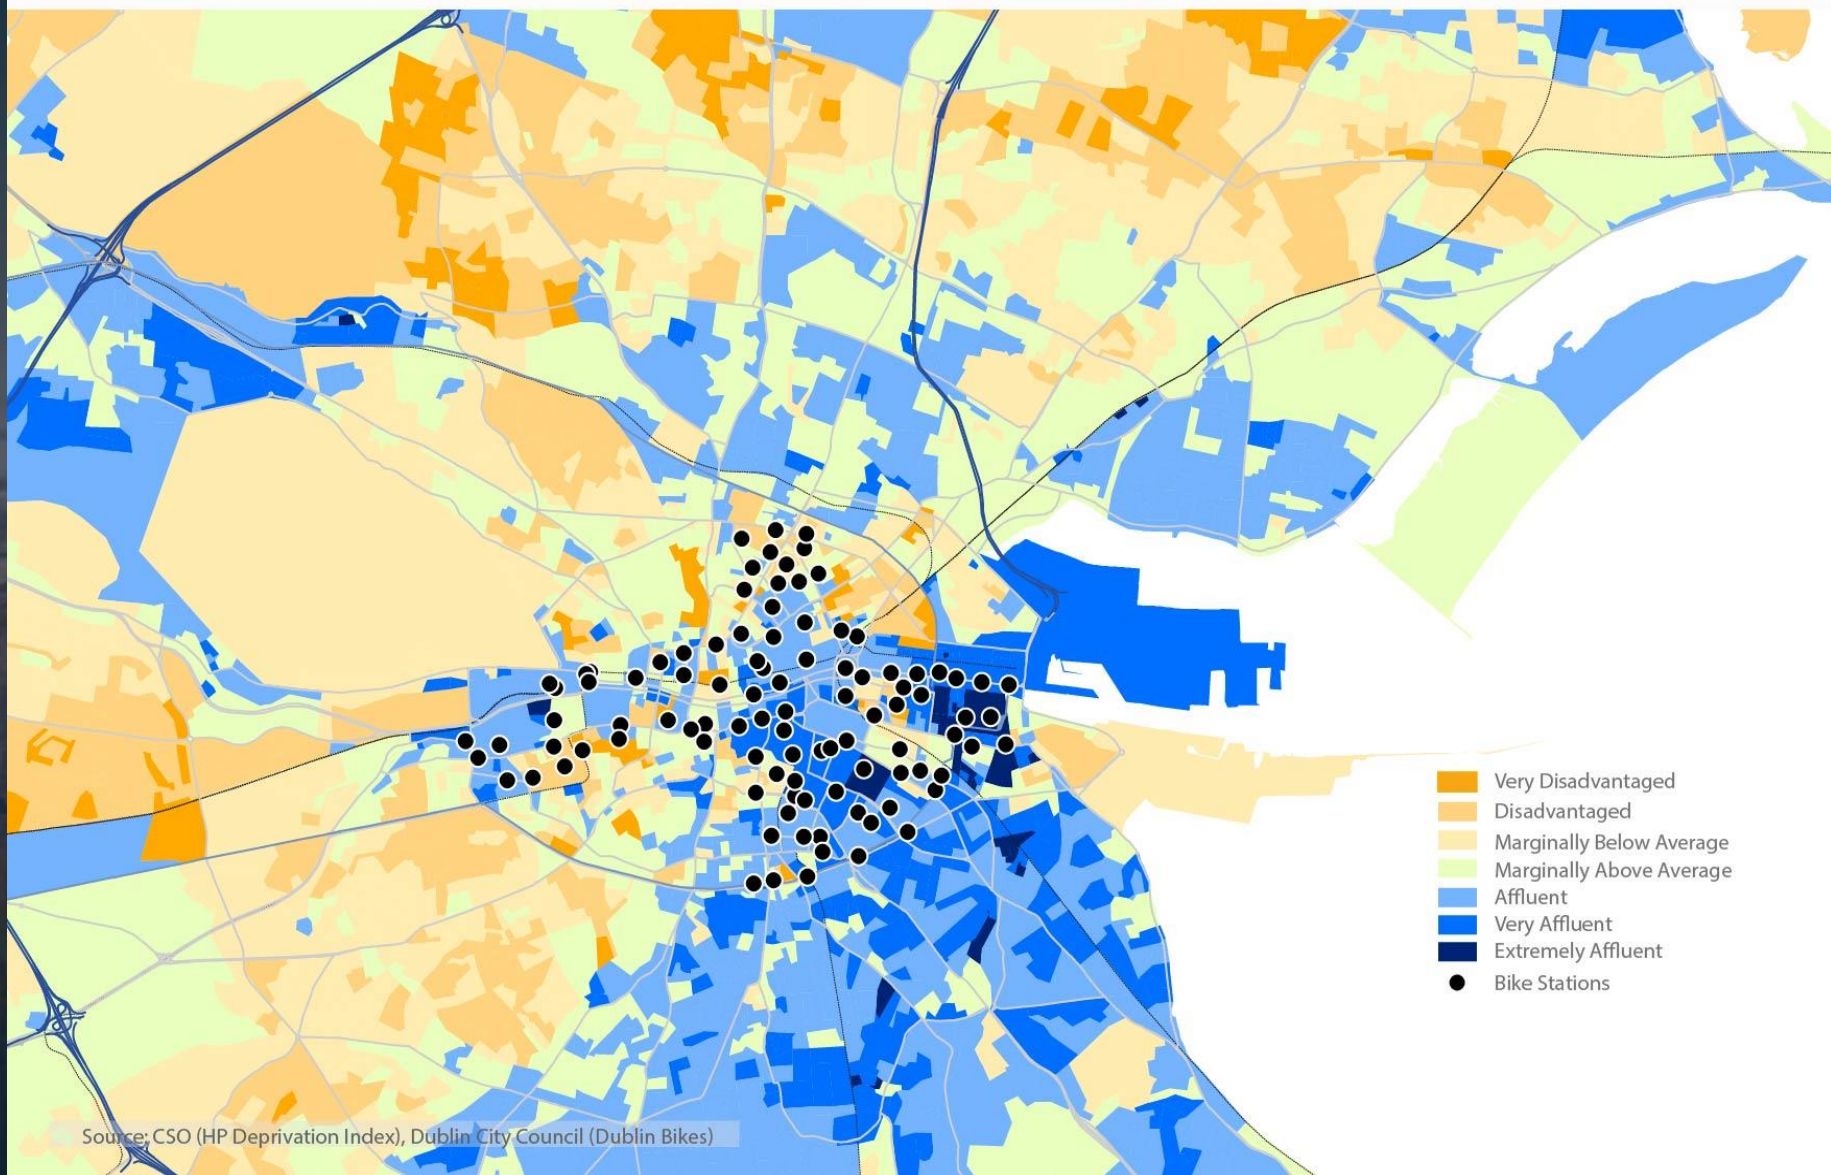 Very Disadvantaged
Disadvantaged
Marginally Below Average
Marginally Above Average
Affluent
Very Affluent
Extremely Affluent
Bike Stations
Source: CSO (HP Deprivation Index), Dublin City Council (Dublin Bikes)